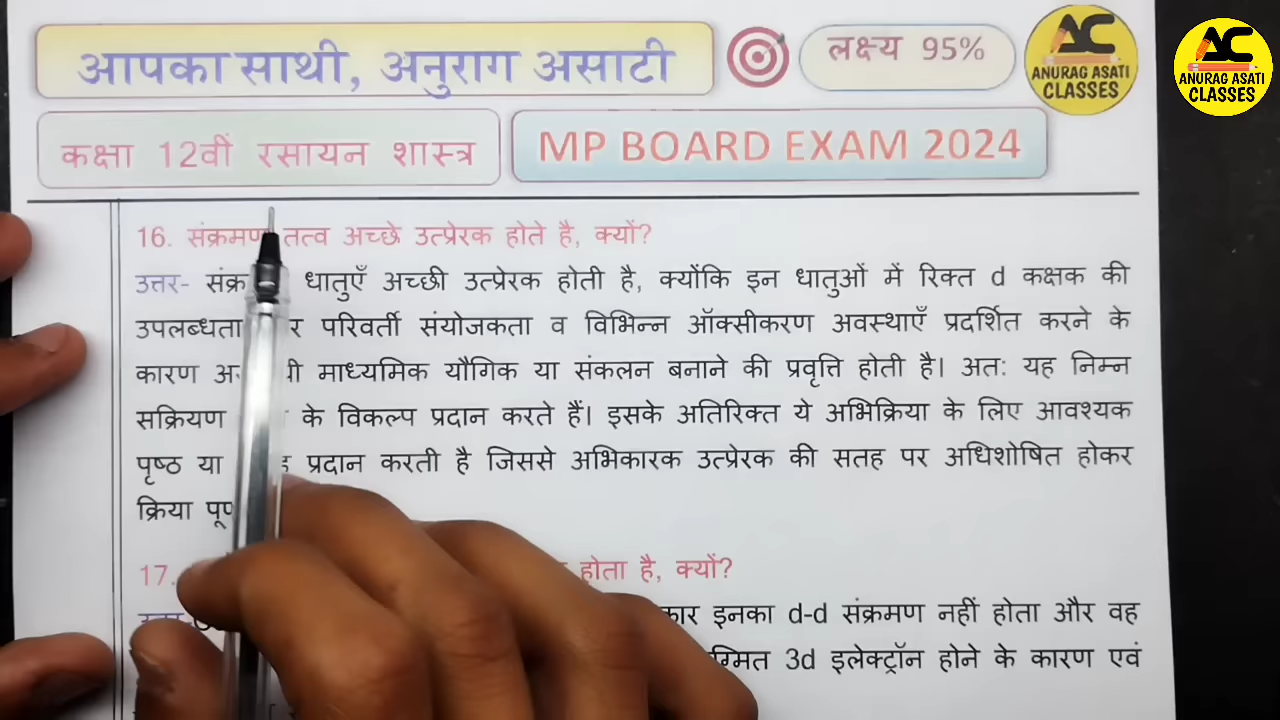 आपका साथी, अनुराग असाटी
लक्ष्य 95%
AC
ANURAG ASATI
CLASSES
AC
ANURAG ASATI
CLASSES
कक्षा 12वीं रसायन शास्त्र
MP BOARD EXAM 2024
16. संक्रमण तत्व अच्छे उत्प्रेरक होते है, क्यों?
उत्तर- धातुएँ अच्छी उत्प्रेरक होती है, क्योंकि इन धातुओं में रिक्त d कक्षक की
उपलब्धता परिवर्ती संयोजकता व विभिन्न ऑक्सीकरण अवस्थाएँ प्रदर्शित करने के
कारण माध्यमिक यौगिक या संकलन बनाने की प्रवृत्ति होती है। अतः यह निम्न
सक्रियण के विकल्प प्रदान करते हैं। इसके अतिरिक्त ये अभिक्रिया के लिए आवश्यक
पृष्ठ या प्रदान करती है जिससे अभिकारक उत्प्रेरक की सतह पर अधिशोषित होकर
क्रिया
17. होता है, क्यों?
इनका d-d संक्रमण नहीं होता और वह
3d इलेक्ट्रॉन होने के कारण एवं